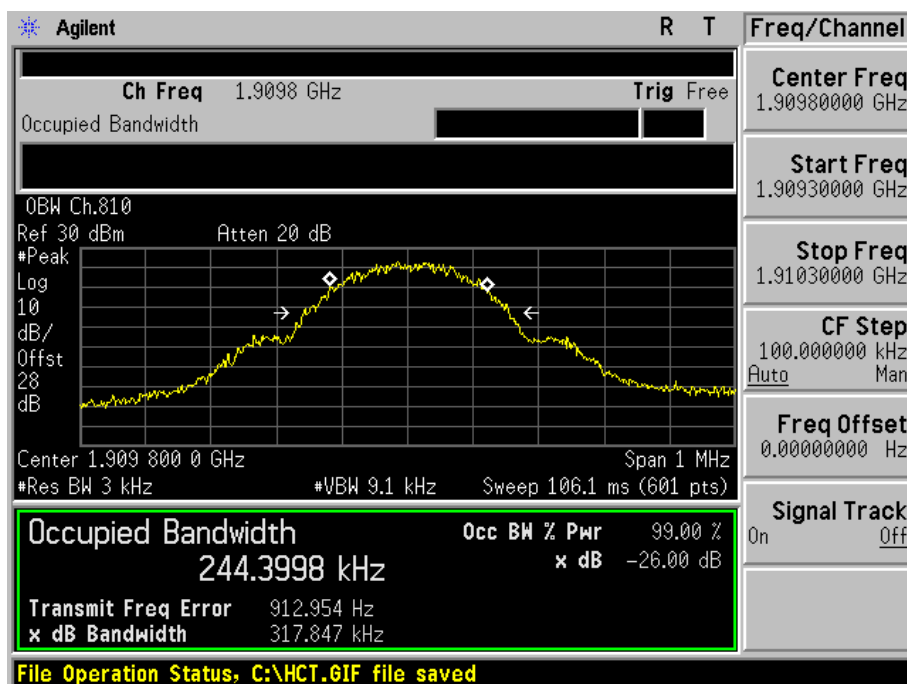 Agilent R T
Freq/Channel
Ch Freq 1.9098 GHz Trig Free
Occupied Bandwidth
Center Freq
1.90980000 GHz
Start Freq
1.90930000 GHz
Stop Freq
1.91030000 GHz
CF Step
100.000000 kHz
Auto Man
Freq Offset
0.00000000 Hz
Signal Track
On Off
OBW Ch.810
Ref 30 dBm Atten 20 dB
#Peak
Log
10
dB/
Offst
28
dB
Center 1.909 800 0 GHz Span 1 MHz
#Res BW 3 kHz #VBW 9.1 kHz Sweep 106.1 ms (601 pts)
Occupied Bandwidth Occ BW % Pwr 99.00 %
244.3998 kHz x dB -26.00 dB
Transmit Freq Error 912.954 Hz
x dB Bandwidth 317.847 kHz
File Operation Status, C:\HCT.GIF file saved